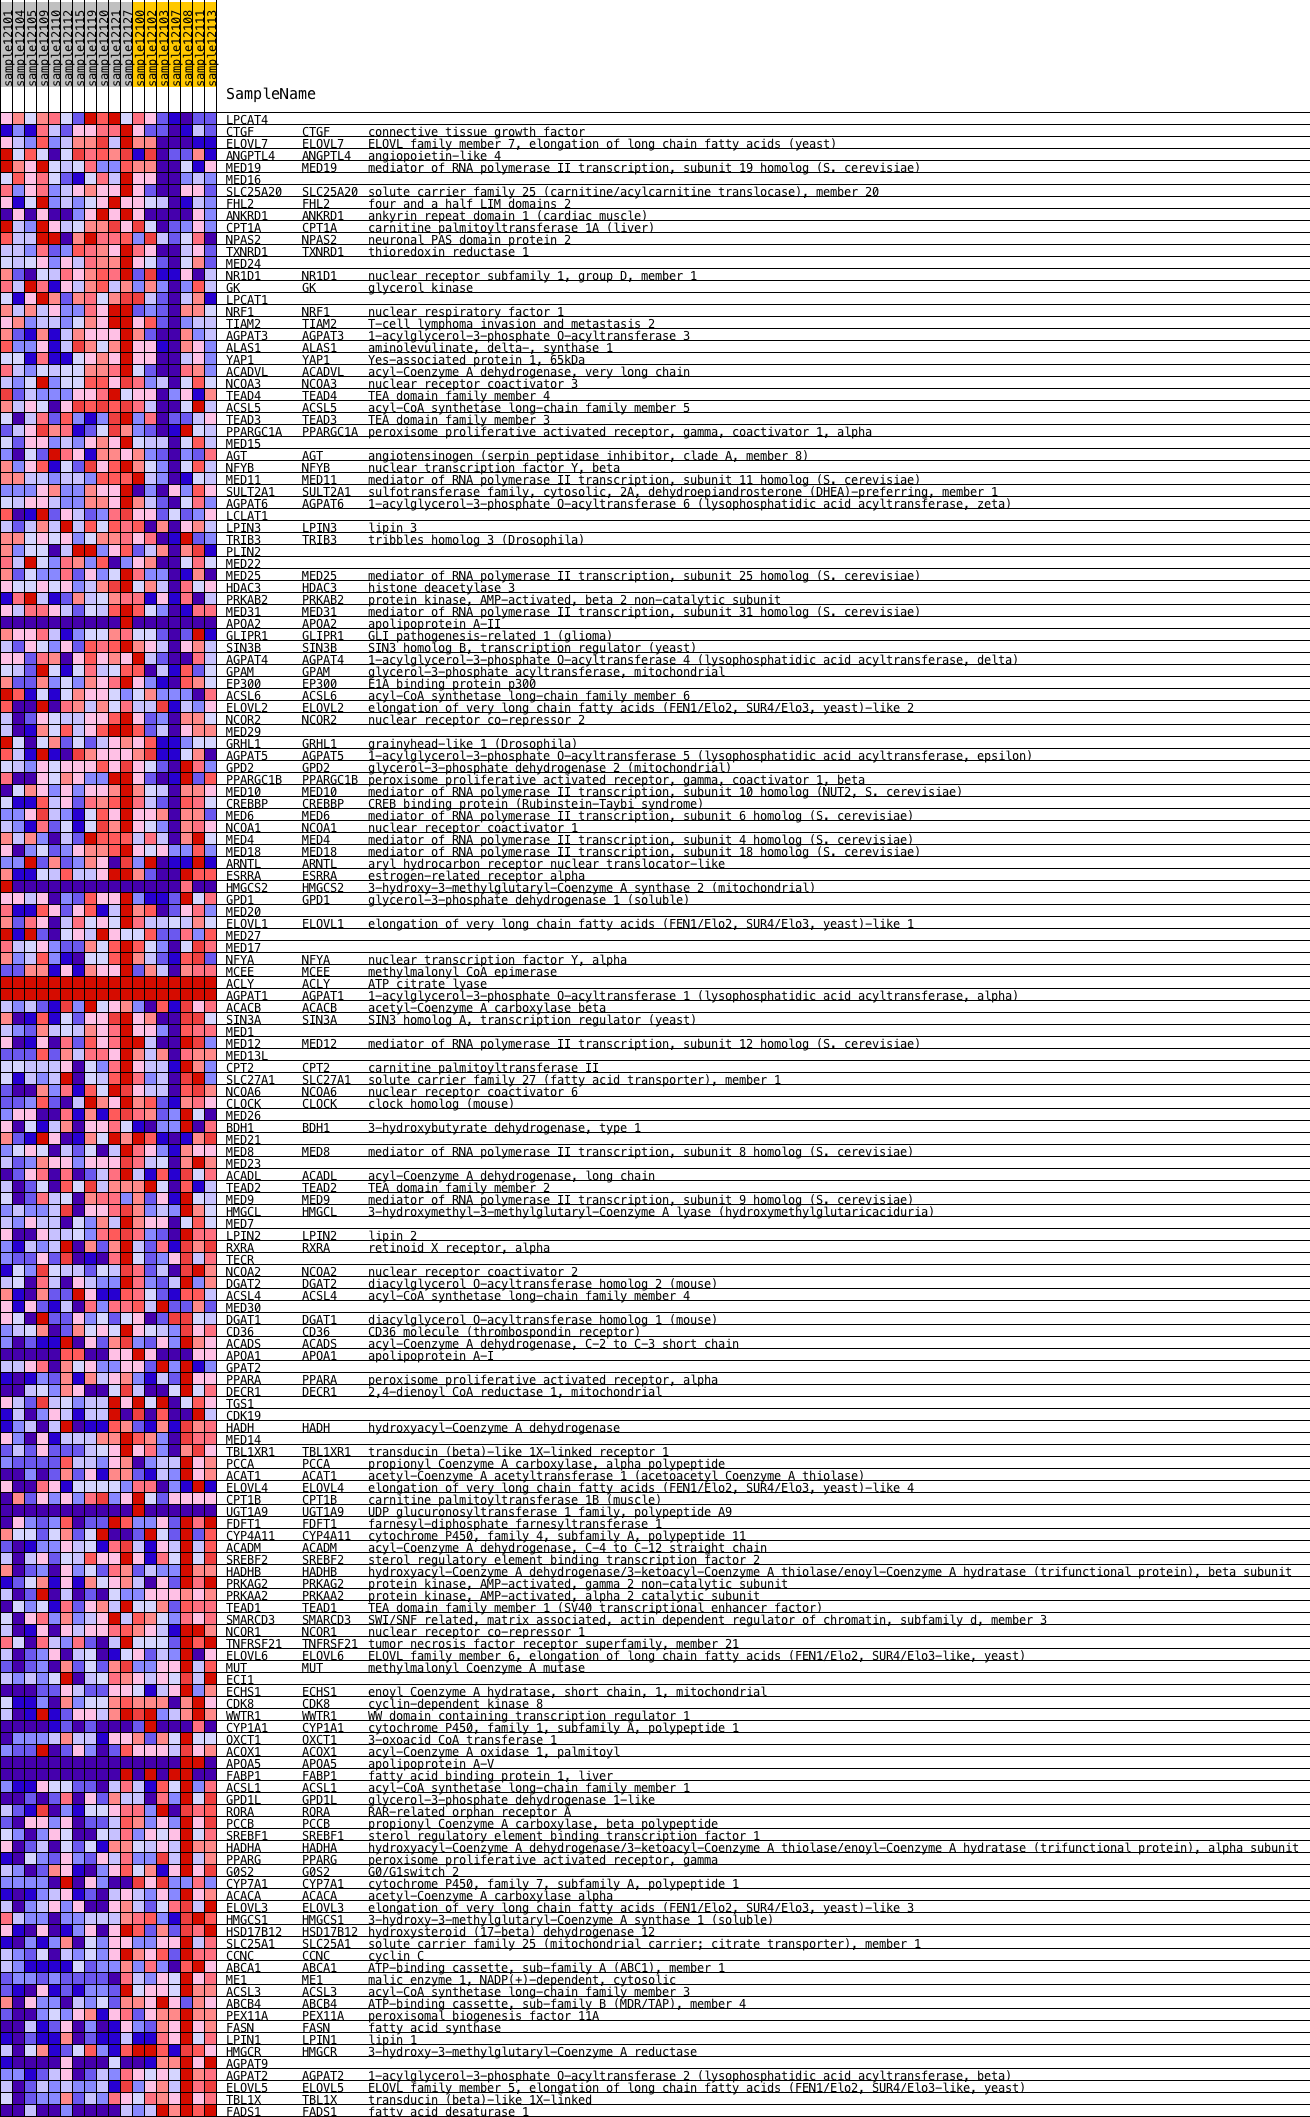 sample12101
sample12104
sample12105
sample12109
sample12110
sample12112
sample12115
sample12119
sample12120
sample12121
sample12127
sample12100
sample12102
sample12103
sample12107
sample12108
sample12111
sample12113
SampleName
LPCAT4
CTGF CTGF connective tissue growth factor
ELOVL7 ELOVL7 ELOVL family member 7, elongation of long chain fatty acids (yeast)
ANGPTL4 ANGPTL4 angiopoietin-like 4
MED19 MED19 mediator of RNA polymerase II transcription, subunit 19 homolog (S. cerevisiae)
MED16
SLC25A20 SLC25A20 solute carrier family 25 (carnitine/acylcarnitine translocase), member 20
FHL2 FHL2 four and a half LIM domains 2
ANKRD1 ANKRD1 ankyrin repeat domain 1 (cardiac muscle)
CPT1A CPT1A carnitine palmitoyltransferase 1A (liver)
NPAS2 NPAS2 neuronal PAS domain protein 2
TXNRD1 TXNRD1 thioredoxin reductase 1
MED24
NR1D1 NR1D1 nuclear receptor subfamily 1, group D, member 1
GK GK glycerol kinase
LPCAT1
NRF1 NRF1 nuclear respiratory factor 1
TIAM2 TIAM2 T-cell lymphoma invasion and metastasis 2
AGPAT3 AGPAT3 1-acylglycerol-3-phosphate O-acyltransferase 3
ALAS1 ALAS1 aminolevulinate, delta-, synthase 1
YAP1 YAP1 Yes-associated protein 1, 65kDa
ACADVL ACADVL acyl-Coenzyme A dehydrogenase, very long chain
NCOA3 NCOA3 nuclear receptor coactivator 3
TEAD4 TEAD4 TEA domain family member 4
ACSL5 ACSL5 acyl-CoA synthetase long-chain family member 5
TEAD3 TEAD3 TEA domain family member 3
PPARGC1A PPARGC1A peroxisome proliferative activated receptor, gamma, coactivator 1, alpha
MED15
AGT AGT angiotensinogen (serpin peptidase inhibitor, clade A, member 8)
NFYB NFYB nuclear transcription factor Y, beta
MED11 MED11 mediator of RNA polymerase II transcription, subunit 11 homolog (S. cerevisiae)
SULT2A1 SULT2A1 sulfotransferase family, cytosolic, 2A, dehydroepiandrosterone (DHEA)-preferring, member 1
AGPAT6 AGPAT6 1-acylglycerol-3-phosphate O-acyltransferase 6 (lysophosphatidic acid acyltransferase, zeta)
LCLAT1
LPIN3 LPIN3 lipin 3
TRIB3 TRIB3 tribbles homolog 3 (Drosophila)
PLIN2
MED22
MED25 MED25 mediator of RNA polymerase II transcription, subunit 25 homolog (S. cerevisiae)
HDAC3 HDAC3 histone deacetylase 3
PRKAB2 PRKAB2 protein kinase, AMP-activated, beta 2 non-catalytic subunit
MED31 MED31 mediator of RNA polymerase II transcription, subunit 31 homolog (S. cerevisiae)
APOA2 APOA2 apolipoprotein A-II
GLIPR1 GLIPR1 GLI pathogenesis-related 1 (glioma)
SIN3B SIN3B SIN3 homolog B, transcription regulator (yeast)
AGPAT4 AGPAT4 1-acylglycerol-3-phosphate O-acyltransferase 4 (lysophosphatidic acid acyltransferase, delta)
GPAM GPAM glycerol-3-phosphate acyltransferase, mitochondrial
EP300 EP300 E1A binding protein p300
ACSL6 ACSL6 acyl-CoA synthetase long-chain family member 6
ELOVL2 ELOVL2 elongation of very long chain fatty acids (FEN1/Elo2, SUR4/Elo3, yeast)-like 2
NCOR2 NCOR2 nuclear receptor co-repressor 2
MED29
GRHL1 GRHL1 grainyhead-like 1 (Drosophila)
AGPAT5 AGPAT5 1-acylglycerol-3-phosphate O-acyltransferase 5 (lysophosphatidic acid acyltransferase, epsilon)
GPD2 GPD2 glycerol-3-phosphate dehydrogenase 2 (mitochondrial)
PPARGC1B PPARGC1B peroxisome proliferative activated receptor, gamma, coactivator 1, beta
MED10 MED10 mediator of RNA polymerase II transcription, subunit 10 homolog (NUT2, S. cerevisiae)
CREBBP CREBBP CREB binding protein (Rubinstein-Taybi syndrome)
MED6 MED6 mediator of RNA polymerase II transcription, subunit 6 homolog (S. cerevisiae)
NCOA1 NCOA1 nuclear receptor coactivator 1
MED4 MED4 mediator of RNA polymerase II transcription, subunit 4 homolog (S. cerevisiae)
MED18 MED18 mediator of RNA polymerase II transcription, subunit 18 homolog (S. cerevisiae)
ARNTL ARNTL aryl hydrocarbon receptor nuclear translocator-like
ESRRA ESRRA estrogen-related receptor alpha
HMGCS2 HMGCS2 3-hydroxy-3-methylglutaryl-Coenzyme A synthase 2 (mitochondrial)
GPD1 GPD1 glycerol-3-phosphate dehydrogenase 1 (soluble)
MED20
ELOVL1 ELOVL1 elongation of very long chain fatty acids (FEN1/Elo2, SUR4/Elo3, yeast)-like 1
MED27
MED17
NFYA NFYA nuclear transcription factor Y, alpha
MCEE MCEE methylmalonyl CoA epimerase
ACLY ACLY ATP citrate lyase
AGPAT1 AGPAT1 1-acylglycerol-3-phosphate O-acyltransferase 1 (lysophosphatidic acid acyltransferase, alpha)
ACACB ACACB acetyl-Coenzyme A carboxylase beta
SIN3A SIN3A SIN3 homolog A, transcription regulator (yeast)
MED1
MED12 MED12 mediator of RNA polymerase II transcription, subunit 12 homolog (S. cerevisiae)
MED13L
CPT2 CPT2 carnitine palmitoyltransferase II
SLC27A1 SLC27A1 solute carrier family 27 (fatty acid transporter), member 1
NCOA6 NCOA6 nuclear receptor coactivator 6
CLOCK CLOCK clock homolog (mouse)
MED26
BDH1 BDH1 3-hydroxybutyrate dehydrogenase, type 1
MED21
MED8 MED8 mediator of RNA polymerase II transcription, subunit 8 homolog (S. cerevisiae)
MED23
ACADL ACADL acyl-Coenzyme A dehydrogenase, long chain
TEAD2 TEAD2 TEA domain family member 2
MED9 MED9 mediator of RNA polymerase II transcription, subunit 9 homolog (S. cerevisiae)
HMGCL HMGCL 3-hydroxymethyl-3-methylglutaryl-Coenzyme A lyase (hydroxymethylglutaricaciduria)
MED7
LPIN2 LPIN2 lipin 2
RXRA RXRA retinoid X receptor, alpha
TECR
NCOA2 NCOA2 nuclear receptor coactivator 2
DGAT2 DGAT2 diacylglycerol O-acyltransferase homolog 2 (mouse)
ACSL4 ACSL4 acyl-CoA synthetase long-chain family member 4
MED30
DGAT1 DGAT1 diacylglycerol O-acyltransferase homolog 1 (mouse)
CD36 CD36 CD36 molecule (thrombospondin receptor)
ACADS ACADS acyl-Coenzyme A dehydrogenase, C-2 to C-3 short chain
APOA1 APOA1 apolipoprotein A-I
GPAT2
PPARA PPARA peroxisome proliferative activated receptor, alpha
DECR1 DECR1 2,4-dienoyl CoA reductase 1, mitochondrial
TGS1
CDK19
HADH HADH hydroxyacyl-Coenzyme A dehydrogenase
MED14
TBL1XR1 TBL1XR1 transducin (beta)-like 1X-linked receptor 1
PCCA PCCA propionyl Coenzyme A carboxylase, alpha polypeptide
ACAT1 ACAT1 acetyl-Coenzyme A acetyltransferase 1 (acetoacetyl Coenzyme A thiolase)
ELOVL4 ELOVL4 elongation of very long chain fatty acids (FEN1/Elo2, SUR4/Elo3, yeast)-like 4
CPT1B CPT1B carnitine palmitoyltransferase 1B (muscle)
UGT1A9 UGT1A9 UDP glucuronosyltransferase 1 family, polypeptide A9
FDFT1 FDFT1 farnesyl-diphosphate farnesyltransferase 1
CYP4A11 CYP4A11 cytochrome P450, family 4, subfamily A, polypeptide 11
ACADM ACADM acyl-Coenzyme A dehydrogenase, C-4 to C-12 straight chain
SREBF2 SREBF2 sterol regulatory element binding transcription factor 2
HADHB HADHB hydroxyacyl-Coenzyme A dehydrogenase/3-ketoacyl-Coenzyme A thiolase/enoyl-Coenzyme A hydratase (trifunctional protein), beta subunit
PRKAG2 PRKAG2 protein kinase, AMP-activated, gamma 2 non-catalytic subunit
PRKAA2 PRKAA2 protein kinase, AMP-activated, alpha 2 catalytic subunit
TEAD1 TEAD1 TEA domain family member 1 (SV40 transcriptional enhancer factor)
SMARCD3 SMARCD3 SWI/SNF related, matrix associated, actin dependent regulator of chromatin, subfamily d, member 3
NCOR1 NCOR1 nuclear receptor co-repressor 1
TNFRSF21 TNFRSF21 tumor necrosis factor receptor superfamily, member 21
ELOVL6 ELOVL6 ELOVL family member 6, elongation of long chain fatty acids (FEN1/Elo2, SUR4/Elo3-like, yeast)
MUT MUT methylmalonyl Coenzyme A mutase
ECI1
ECHS1 ECHS1 enoyl Coenzyme A hydratase, short chain, 1, mitochondrial
CDK8 CDK8 cyclin-dependent kinase 8
WWTR1 WWTR1 WW domain containing transcription regulator 1
CYP1A1 CYP1A1 cytochrome P450, family 1, subfamily A, polypeptide 1
OXCT1 OXCT1 3-oxoacid CoA transferase 1
ACOX1 ACOX1 acyl-Coenzyme A oxidase 1, palmitoyl
APOA5 APOA5 apolipoprotein A-V
FABP1 FABP1 fatty acid binding protein 1, liver
ACSL1 ACSL1 acyl-CoA synthetase long-chain family member 1
GPD1L GPD1L glycerol-3-phosphate dehydrogenase 1-like
RORA RORA RAR-related orphan receptor A
PCCB PCCB propionyl Coenzyme A carboxylase, beta polypeptide
SREBF1 SREBF1 sterol regulatory element binding transcription factor 1
HADHA HADHA hydroxyacyl-Coenzyme A dehydrogenase/3-ketoacyl-Coenzyme A thiolase/enoyl-Coenzyme A hydratase (trifunctional protein), alpha subunit
PPARG PPARG peroxisome proliferative activated receptor, gamma
G0S2 G0S2 G0/G1switch 2
CYP7A1 CYP7A1 cytochrome P450, family 7, subfamily A, polypeptide 1
ACACA ACACA acetyl-Coenzyme A carboxylase alpha
ELOVL3 ELOVL3 elongation of very long chain fatty acids (FEN1/Elo2, SUR4/Elo3, yeast)-like 3
HMGCS1 HMGCS1 3-hydroxy-3-methylglutaryl-Coenzyme A synthase 1 (soluble)
HSD17B12 HSD17B12 hydroxysteroid (17-beta) dehydrogenase 12
SLC25A1 SLC25A1 solute carrier family 25 (mitochondrial carrier; citrate transporter), member 1
CCNC CCNC cyclin C
ABCA1 ABCA1 ATP-binding cassette, sub-family A (ABC1), member 1
ME1 ME1 malic enzyme 1, NADP(+)-dependent, cytosolic
ACSL3 ACSL3 acyl-CoA synthetase long-chain family member 3
ABCB4 ABCB4 ATP-binding cassette, sub-family B (MDR/TAP), member 4
PEX11A PEX11A peroxisomal biogenesis factor 11A
FASN FASN fatty acid synthase
LPIN1 LPIN1 lipin 1
HMGCR HMGCR 3-hydroxy-3-methylglutaryl-Coenzyme A reductase
AGPAT9
AGPAT2 AGPAT2 1-acylglycerol-3-phosphate O-acyltransferase 2 (lysophosphatidic acid acyltransferase, beta)
ELOVL5 ELOVL5 ELOVL family member 5, elongation of long chain fatty acids (FEN1/Elo2, SUR4/Elo3-like, yeast)
TBL1X TBL1X transducin (beta)-like 1X-linked
FADS1 FADS1 fatty acid desaturase 1